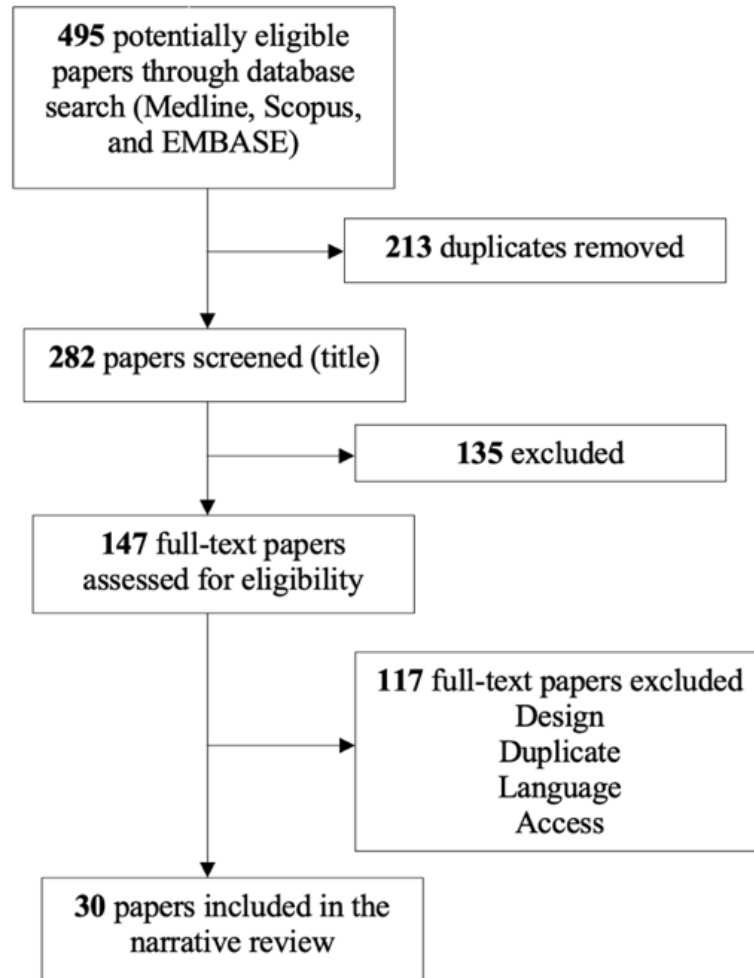 495 potentially eligible
papers through database
search (Medline, Scopus,
and EMBASE)
213 duplicates removed
282 papers screened (title)
135 excluded
147 full-text papers
assessed for eligibility
117 full-text papers excluded
Design
Duplicate
Language
Access
30 papers included in the
narrative review